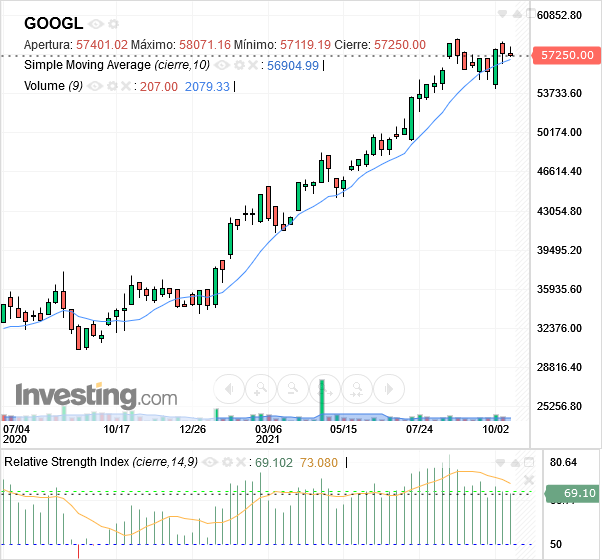 GOOGL
Apertura: 57401.02 Máximo: 58071.16 Mínimo: 57119.19 Cierre: 57250.00
Simple Moving Average (cierre,10) : 56904.99 |
Volume (9) : 207.00 2079.33 |
60852.80
57250.00
53733.60
50174.00
46614.40
43054.80
39495.20
35935.60
32376.00
28816.40
25256.80
Investing.com
07/04 10/17 12/26 03/06 05/15 07/24 10/02
2020 2021
Relative Strength Index (cierre,14,9) : 69.102 73.080 |
80.64
69.10
50